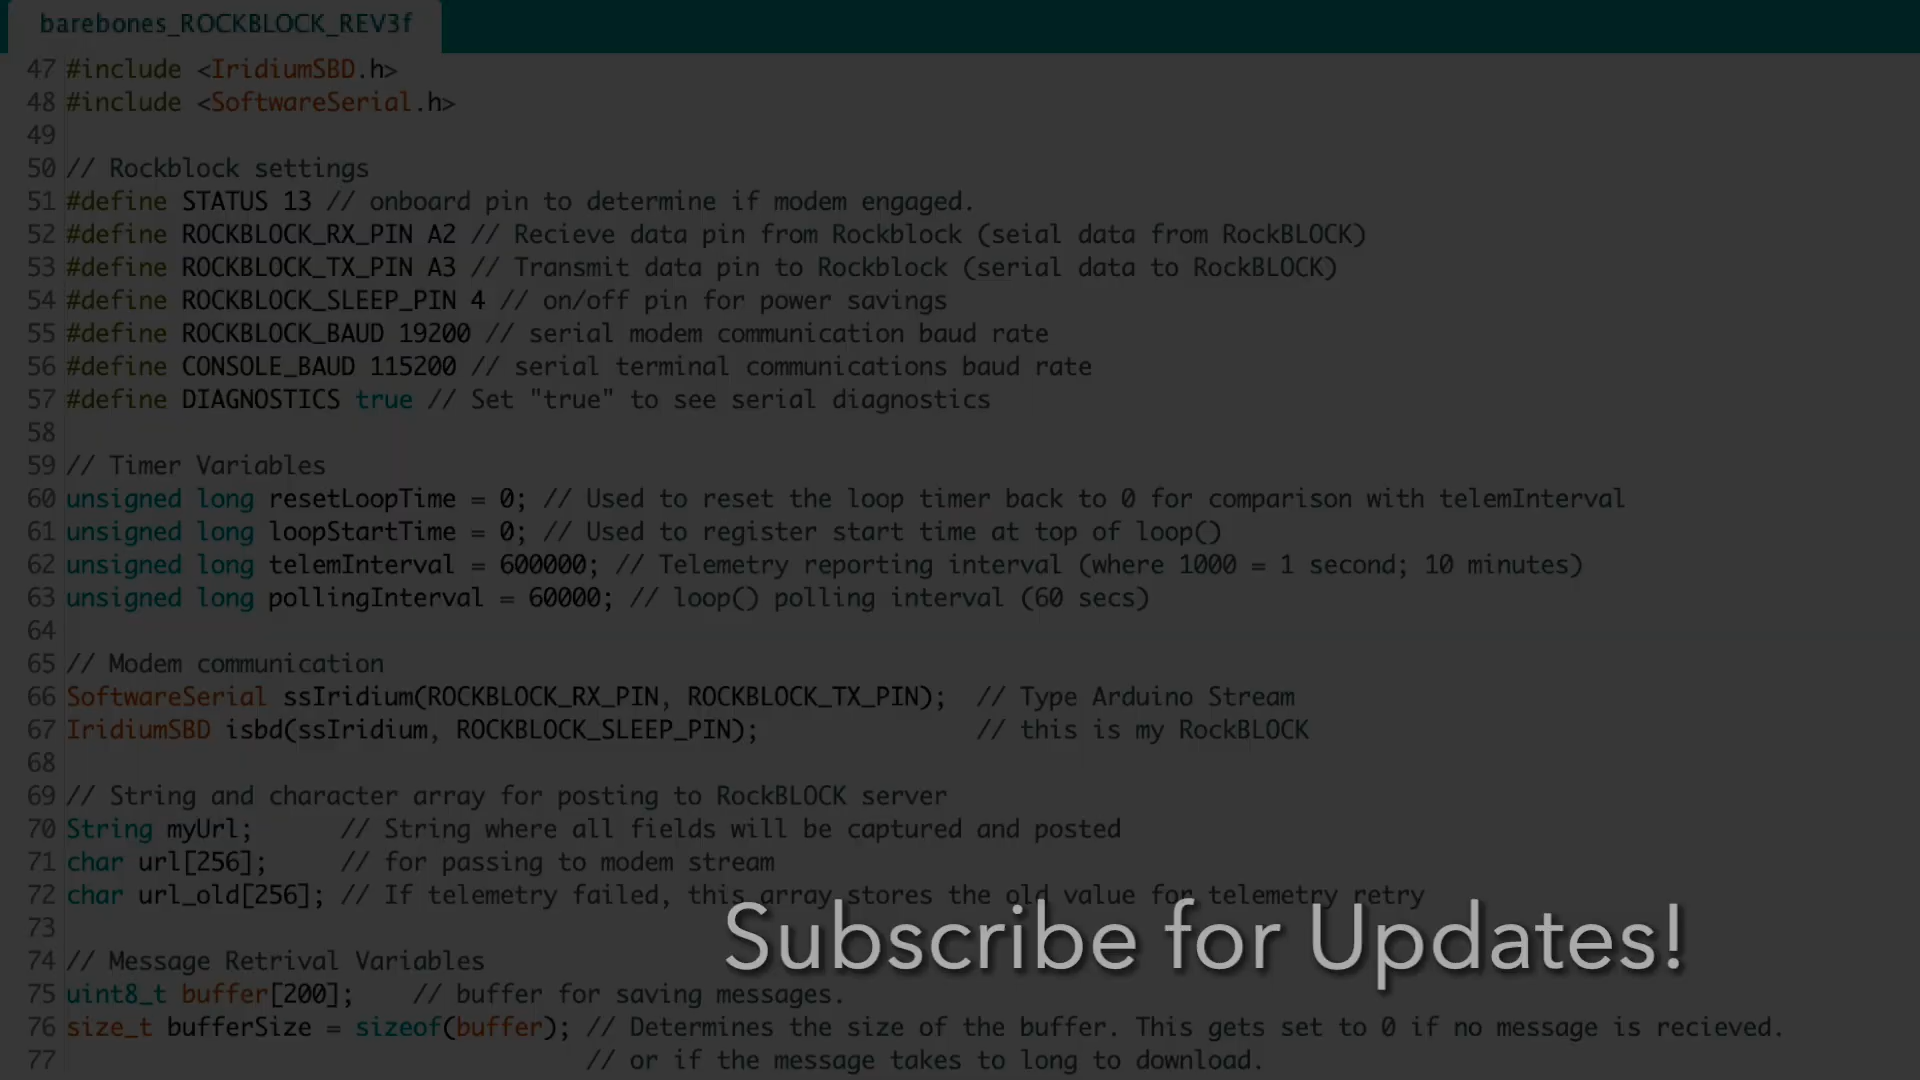 barebones_ROCKBLOCK_REV3f
47 #include <IridiumSBD.h>
48 #include <SoftwareSerial.h>
49
50 // Rockblock settings
51 #define STATUS 13 // onboard pin to determine if modem engaged.
52 #define ROCKBLOCK_RX_PIN A2 // Recieve data pin from Rockblock (seial data from RockBLOCK)
53 #define ROCKBLOCK_TX_PIN A3 // Transmit data pin to Rockblock (serial data to RockBLOCK)
54 #define ROCKBLOCK_SLEEP_PIN 4 // on/off pin for power savings
55 #define ROCKBLOCK_BAUD 19200 // serial modem communication baud rate
56 #define CONSOLE_BAUD 115200 // serial terminal communications baud rate
57 #define DIAGNOSTICS true // Set "true" to see serial diagnostics
58
59 // Timer Variables
60 unsigned long resetLoopTime = 0; // Used to reset the loop timer back to 0 for comparison with telemInterval
61 unsigned long loopStartTime = 0; // Used to register start time at top of loop()
62 unsigned long telemInterval = 600000; // Telemetry reporting interval (where 1000 = 1 second; 10 minutes)
63 unsigned long pollingInterval = 60000; // loop() polling interval (60 secs)
64
65 // Modem communication
66 SoftwareSerial ssIridium(ROCKBLOCK_RX_PIN, ROCKBLOCK_TX_PIN); // Type Arduino Stream
67 IridiumSBD isbd(ssIridium, ROCKBLOCK_SLEEP_PIN); // this is my RockBLOCK
68
69 // String and character array for posting to RockBLOCK server
70 String myUrl; // String where all fields will be captured and posted
71 char url[256]; // for passing to modem stream
72 char url_old[256]; // If telemetry failed, this array stores the old value for telemetry retry
73
Subscribe for Updates!
74 // Message Retrival Variables
75 uint8_t buffer[200]; // buffer for saving messages.
76 size_t bufferSize = sizeof(buffer); // Determines the size of the buffer. This gets set to 0 if no message is recieved.
77 // or if the message takes to long to download.